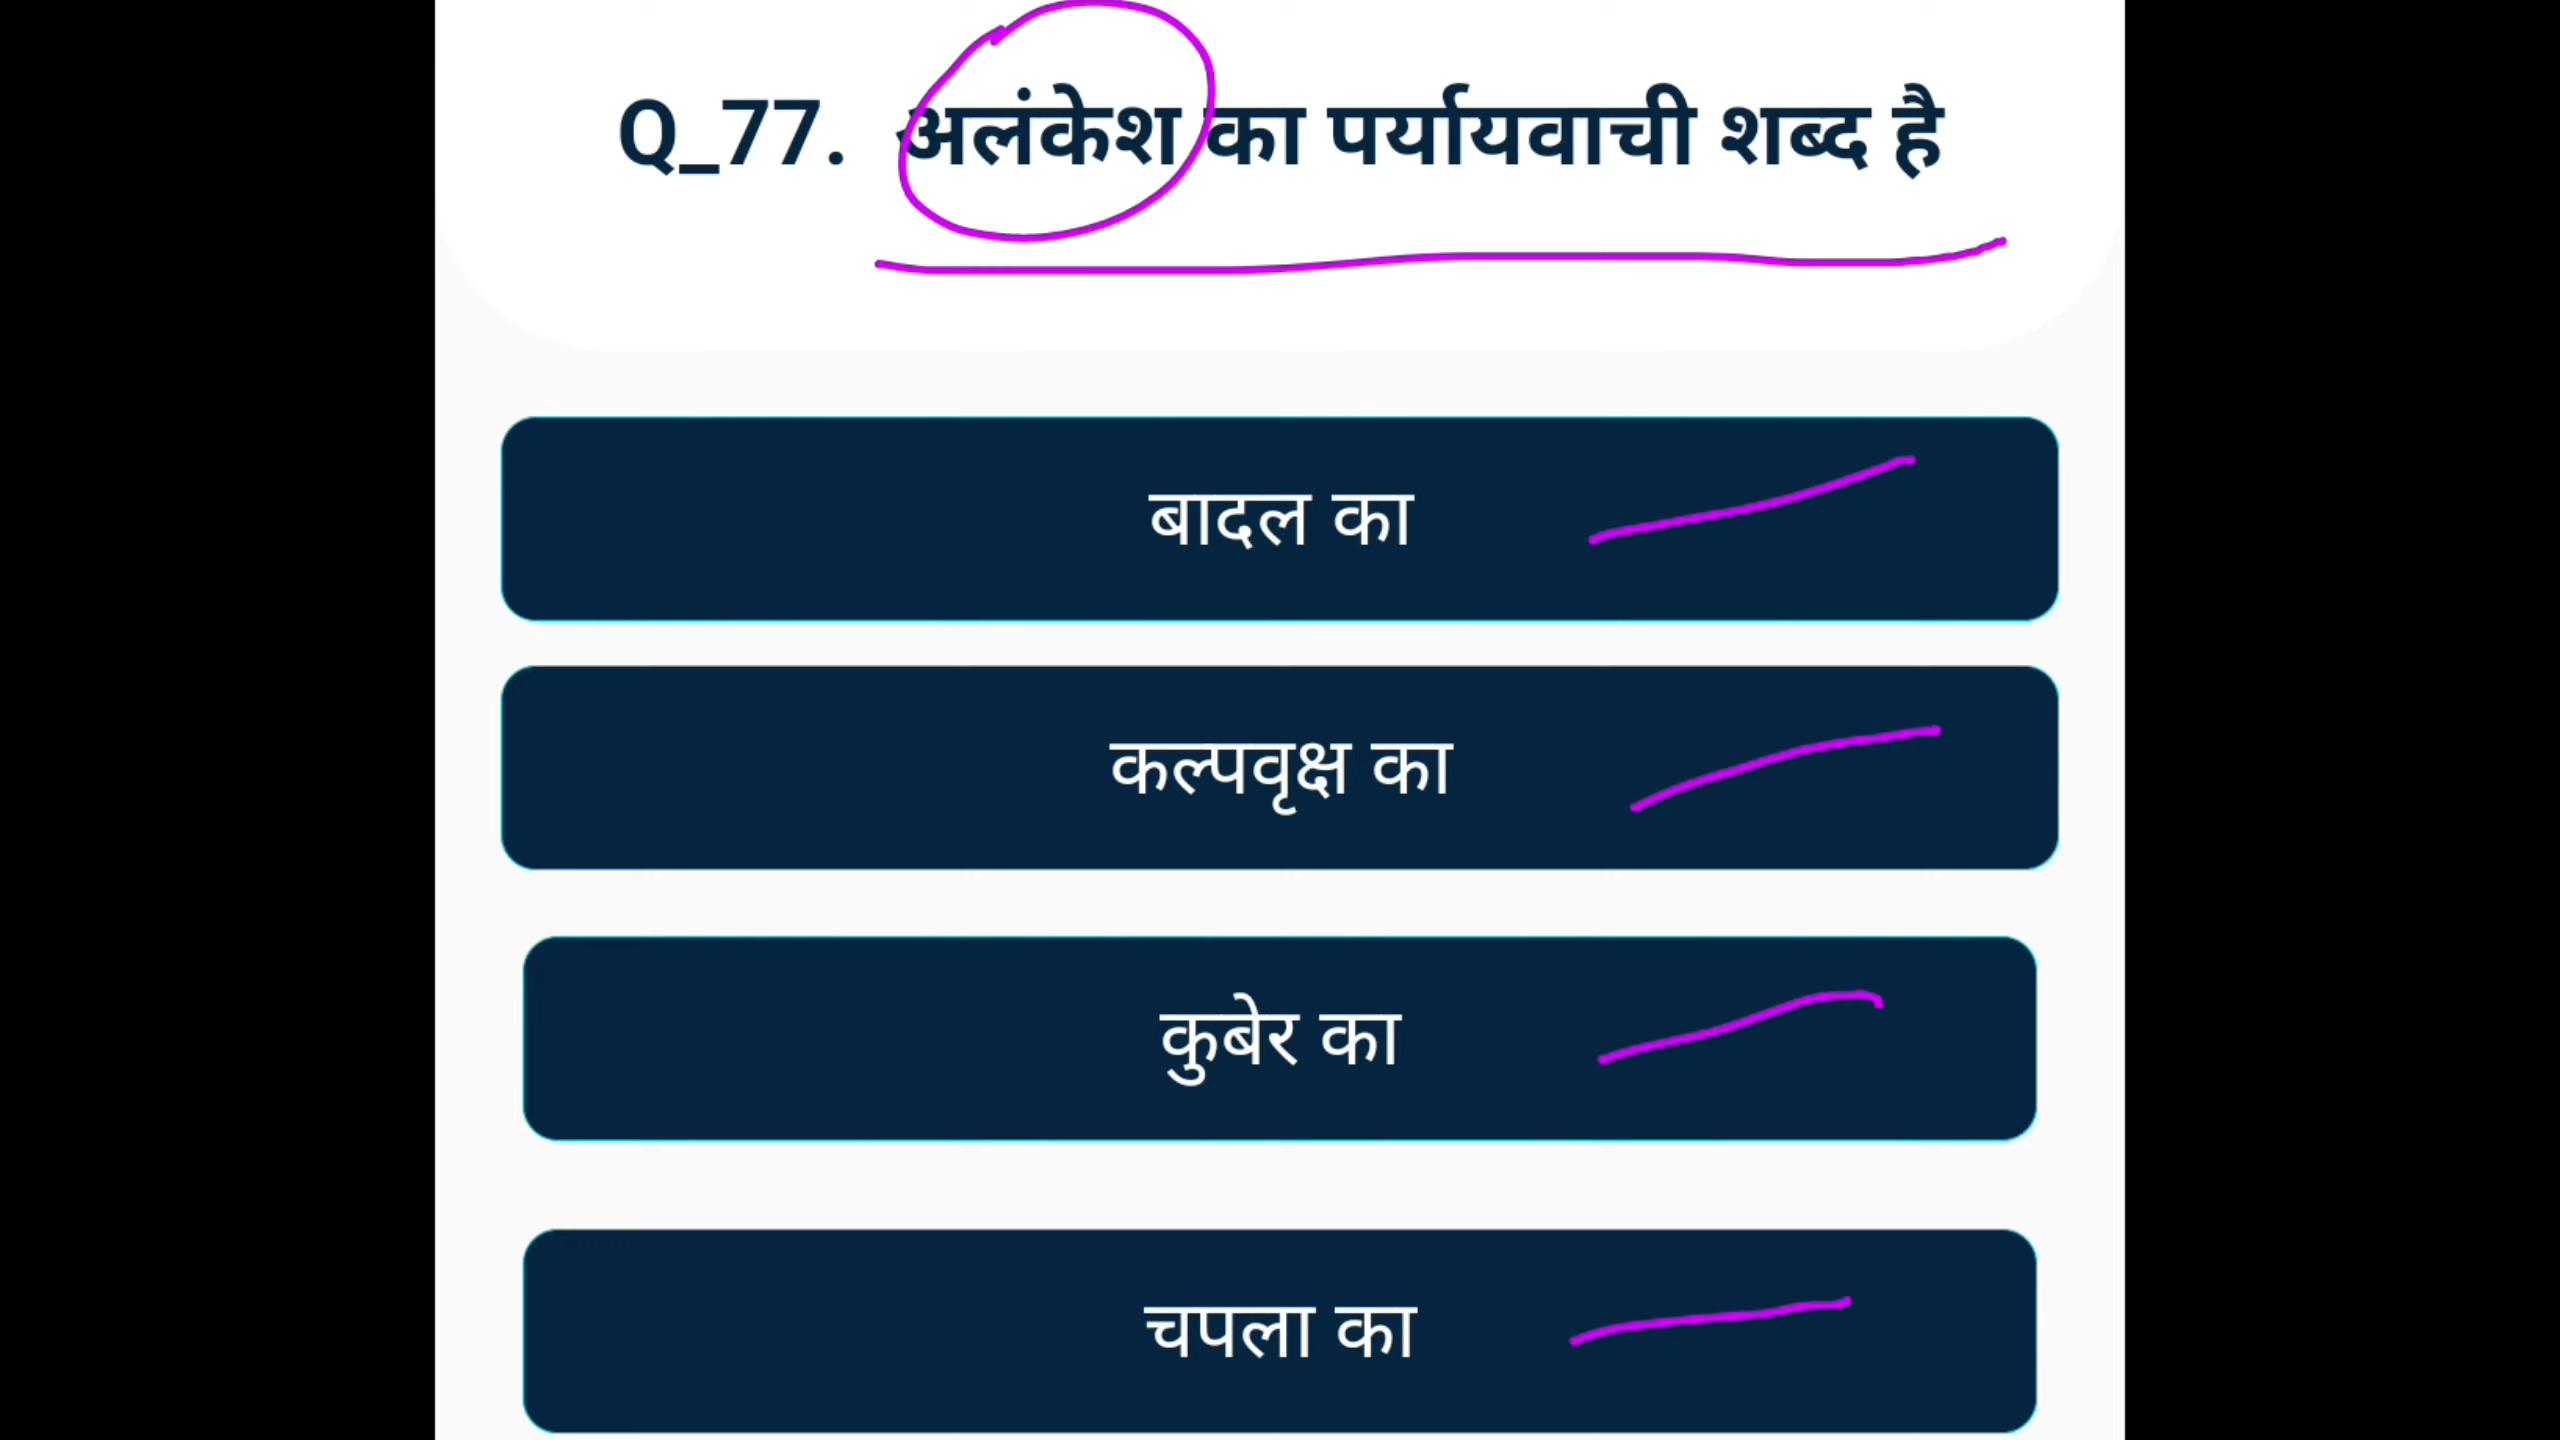 Q_77. अलंकेश का पर्यायवाची शब्द है
बादल का
कल्पवृक्ष का
कुबेर का
चपला का